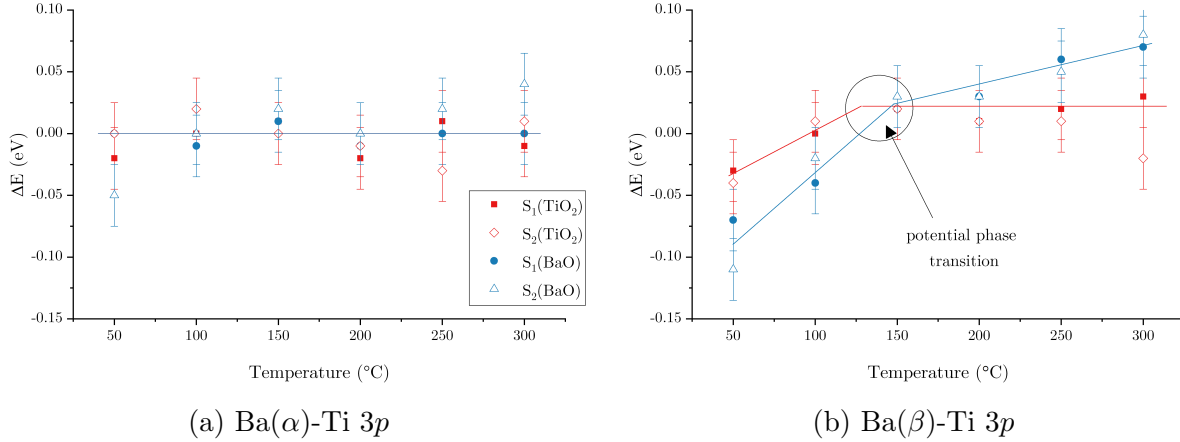 0.10
0.05
0.00
-0.05
-0.10
-0.15
ΔE (eV)
50 100 150 200 250 300
Temperature (°C)
S₁(TiO₂)
S₂(TiO₂)
S₁(BaO)
S₂(BaO)
(a) Ba(α)-Ti 3p
0.10
0.05
0.00
-0.05
-0.10
-0.15
ΔE (eV)
potential phase
transition
50 100 150 200 250 300
Temperature (°C)
(b) Ba(β)-Ti 3p